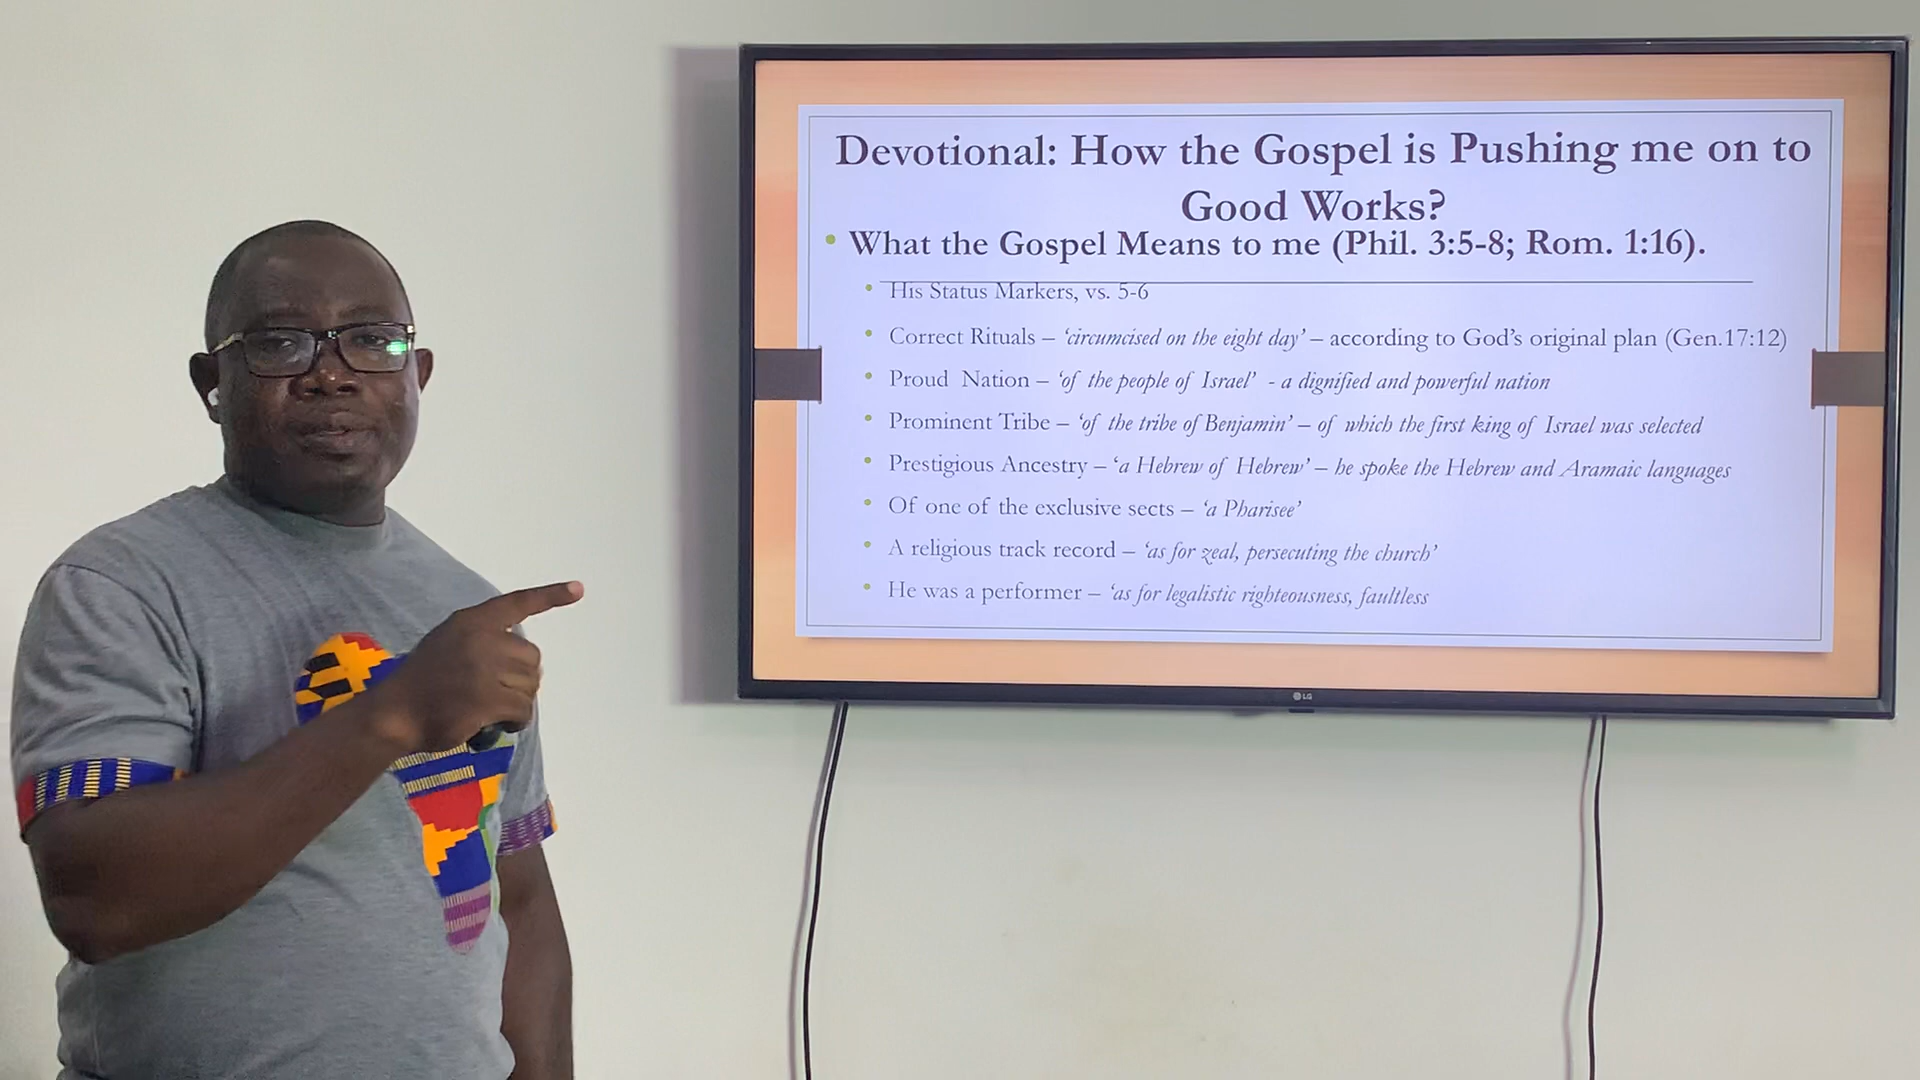 Devotional: How the Gospel is Pushing me on to
Good Works?
• What the Gospel Means to me (Phil. 3:5-8; Rom. 1:16).
• His Status Markers, vs. 5-6
• Correct Rituals – ‘circumcised on the eight day’ – according to God’s original plan (Gen.17:12)
• Proud Nation – ‘of the people of Israel’ - a dignified and powerful nation
• Prominent Tribe – ‘of the tribe of Benjamin’ – of which the first king of Israel was selected
• Prestigious Ancestry – ‘a Hebrew of Hebrew’ – he spoke the Hebrew and Aramaic languages
• Of one of the exclusive sects – ‘a Pharisee’
• A religious track record – ‘as for zeal, persecuting the church’
• He was a performer – ‘as for legalistic righteousness, faultless
LG